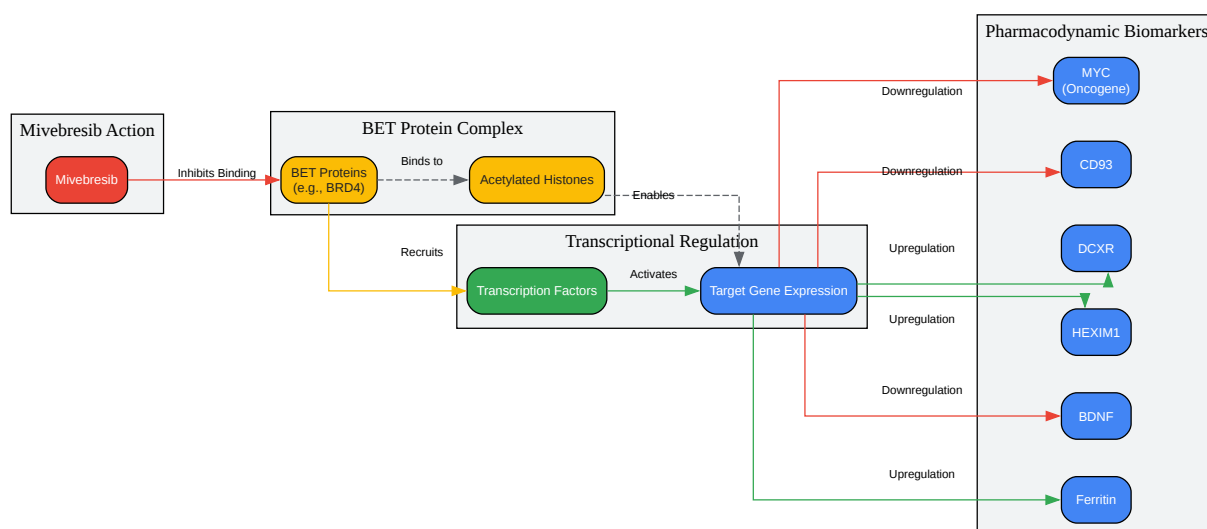 Pharmacodynamic Biomarkers
MYC
(Oncogene)
Downregulation
Mivebresib Action
BET Protein Complex
Mivebresib
Inhibits Binding
BET Proteins
(e.g., BRD4)
Binds to
Acetylated Histones
Downregulation
CD93
Enables
Transcriptional Regulation
Recruits
Transcription Factors
Activates
Target Gene Expression
Upregulation
DCXR
Upregulation
HEXIM1
Downregulation
BDNF
Upregulation
Ferritin